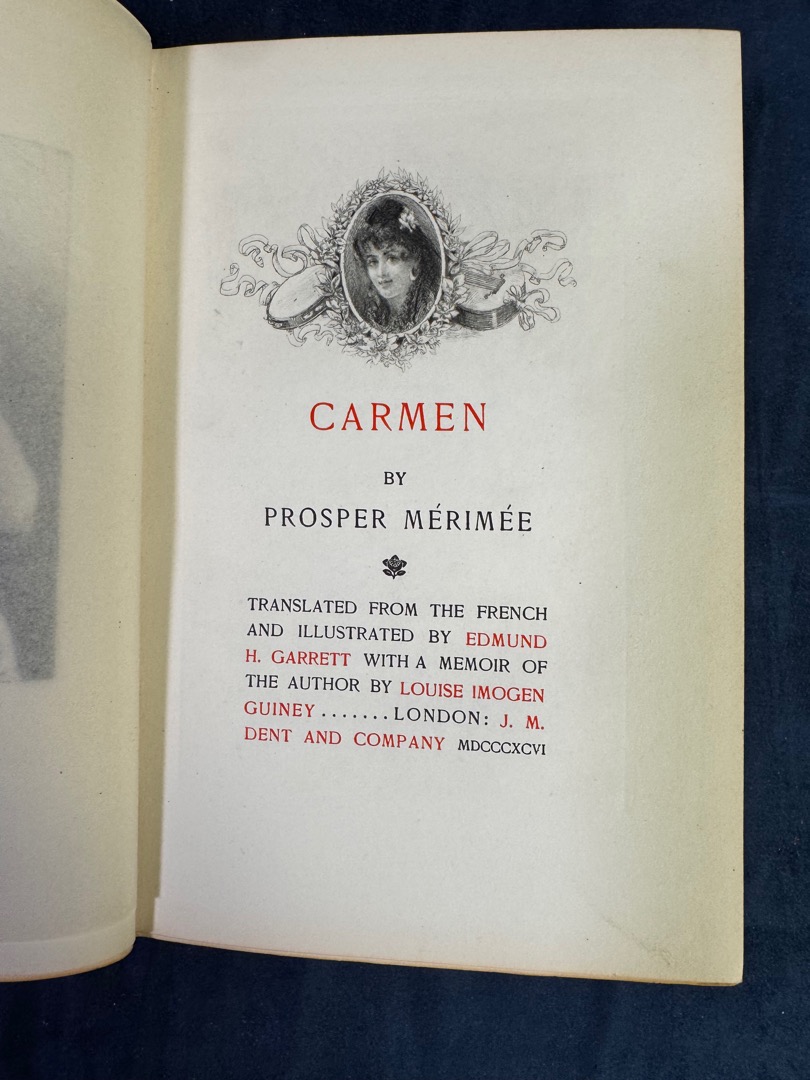 CARMEN
BY
PROSPER MÉRIMÉE
TRANSLATED FROM THE FRENCH
AND ILLUSTRATED BY EDMUND
H. GARRETT WITH A MEMOIR OF
THE AUTHOR BY LOUISE IMOGEN
GUINEY ....... LONDON: J. M.
DENT AND COMPANY MDCCCXCVI